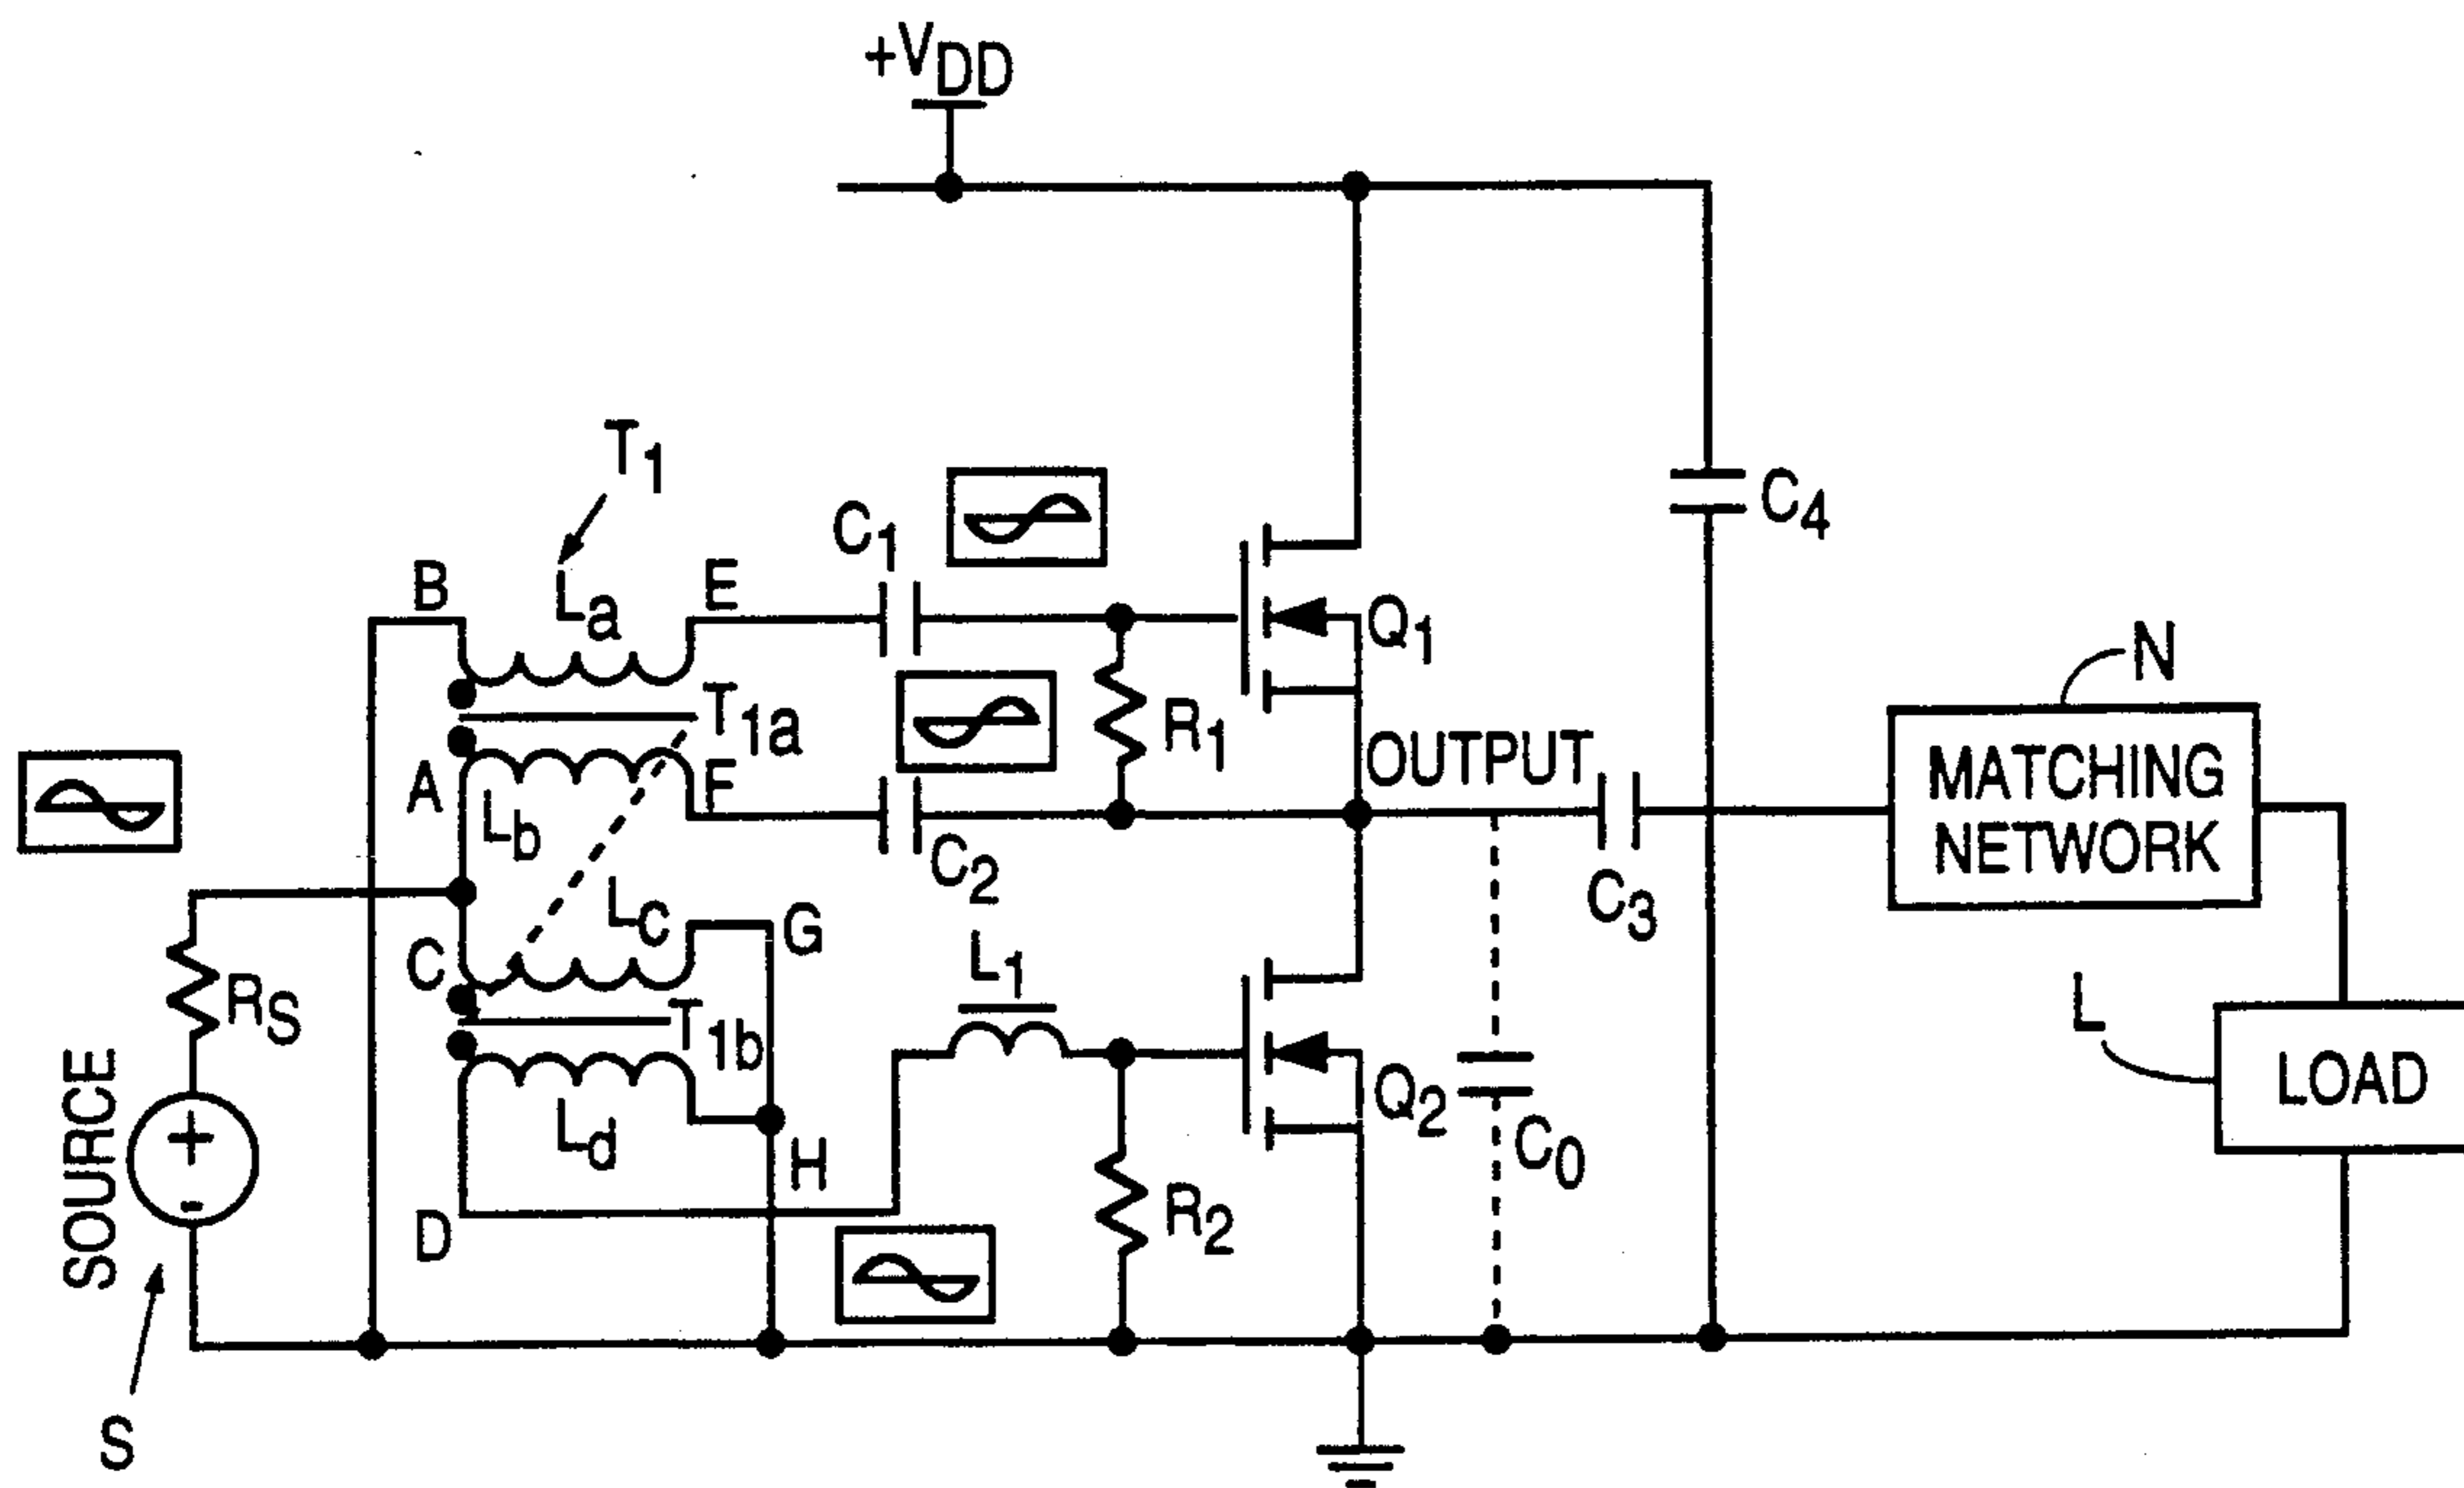 +VDD
T1
B
La
E
C1
Q1
C4
T1a
R1
N
A
Lb
F
C2
OUTPUT
C3
MATCHING
NETWORK
Lc
G
C
L1
RS
T1b
L
LOAD
SOURCE
Ld
H
Q2
C0
D
R2
S